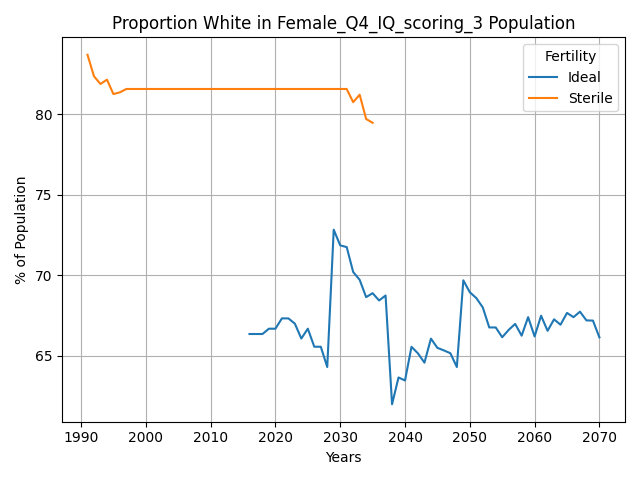 Proportion White in Female_Q4_IQ_scoring_3 Population
Fertility
Ideal
Sterile
80
75
70
65
% of Population
1990 2000 2010 2020 2030 2040 2050 2060 2070
Years